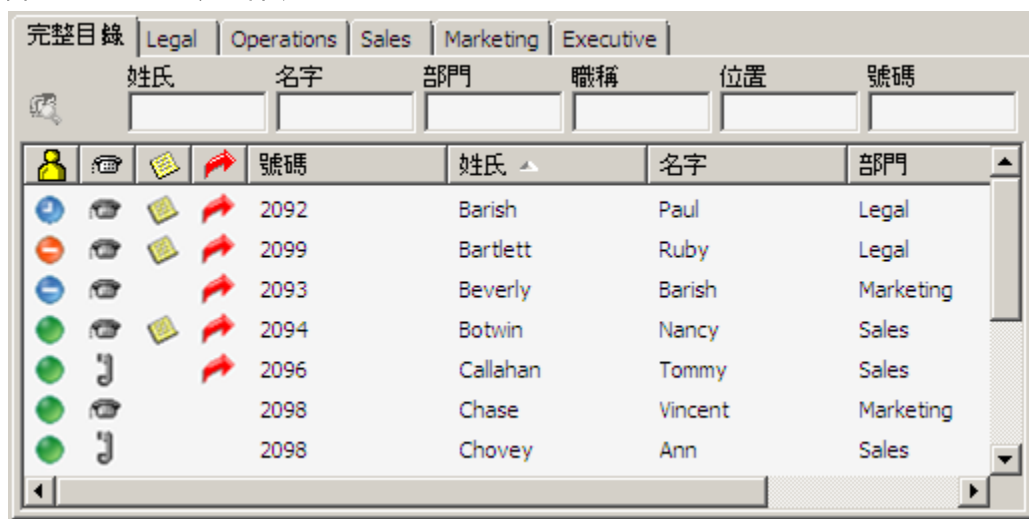 完整目錄 Legal Operations Sales Marketing Executive
姓氏 名字 部門 職稱 位置 號碼
號碼 姓氏 名字 部門
2092 Barish Paul Legal
2099 Bartlett Ruby Legal
2093 Beverly Barish Marketing
2094 Botwin Nancy Sales
2096 Callahan Tommy Sales
2098 Chase Vincent Marketing
2098 Chovey Ann Sales